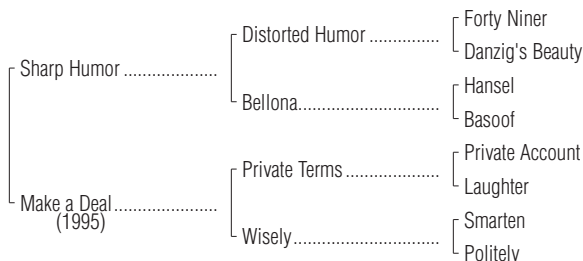 Forty Niner
Distorted Humor ...............
Danzig's Beauty
Sharp Humor ....................
Hansel
Bellona..............................
Basoof
Private Account
Private Terms ....................
Laughter
Make a Deal......................
(1995)
Smarten
Wisely...............................
Politely